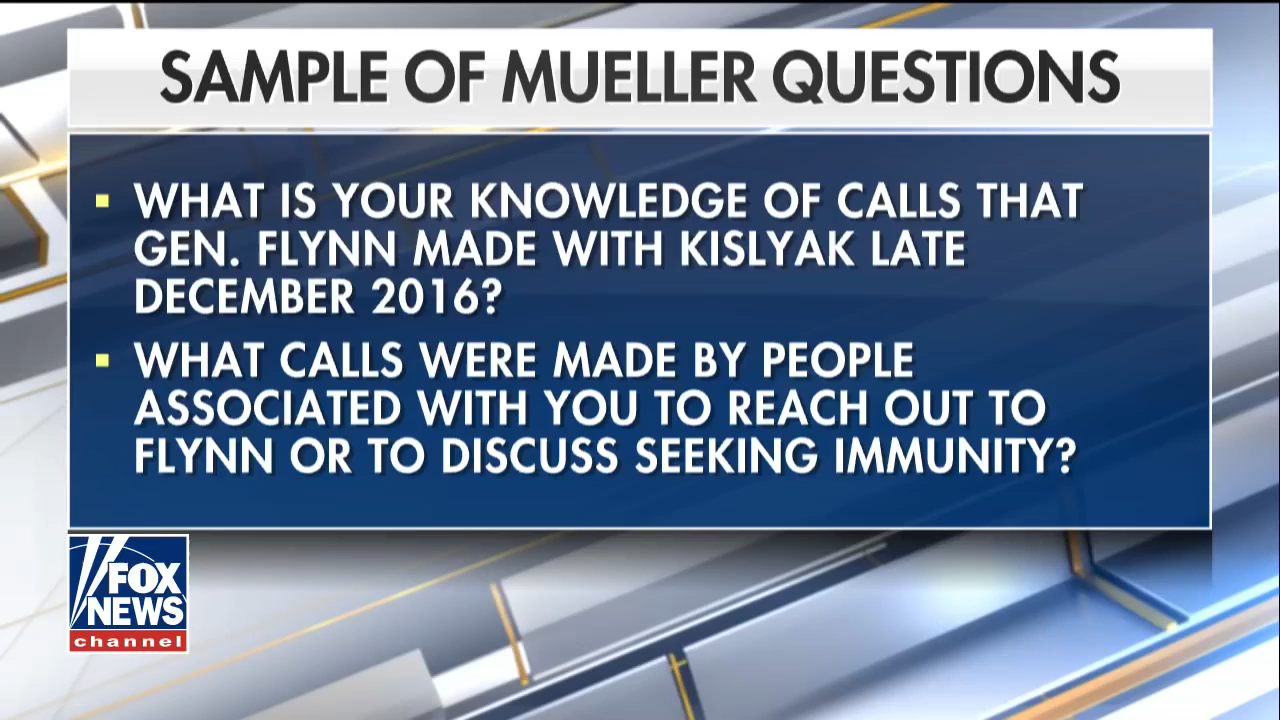 SAMPLE OF MUELLER QUESTIONS
WHAT IS YOUR KNOWLEDGE OF CALLS THAT
GEN. FLYNN MADE WITH KISLYAK LATE
DECEMBER 2016?
WHAT CALLS WERE MADE BY PEOPLE
ASSOCIATED WITH YOU TO REACH OUT TO
FLYNN OR TO DISCUSS SEEKING IMMUNITY?
FOX
NEWS
channel